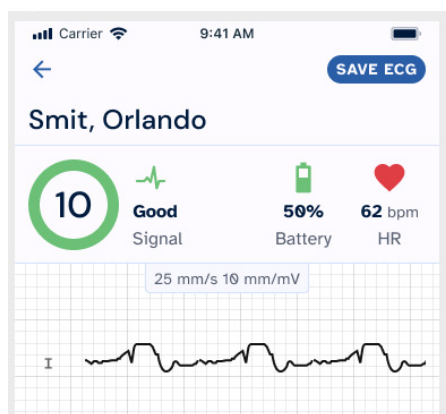 Carrier 9:41 AM
SAVE ECG
Smit, Orlando
10
Good 50% 62 bpm
Signal Battery HR
25 mm/s 10 mm/mV
I